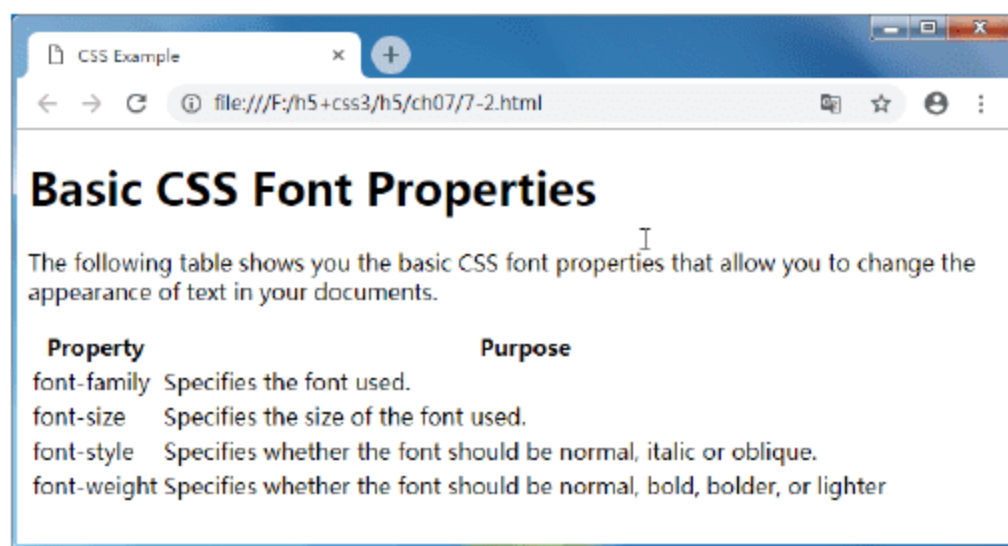 CSS Example
file:///F:/h5+css3/h5/ch07/7-2.html
Basic CSS Font Properties
The following table shows you the basic CSS font properties that allow you to change the
appearance of text in your documents.
Property Purpose
font-family Specifies the font used.
font-size Specifies the size of the font used.
font-style Specifies whether the font should be normal, italic or oblique.
font-weight Specifies whether the font should be normal, bold, bolder, or lighter